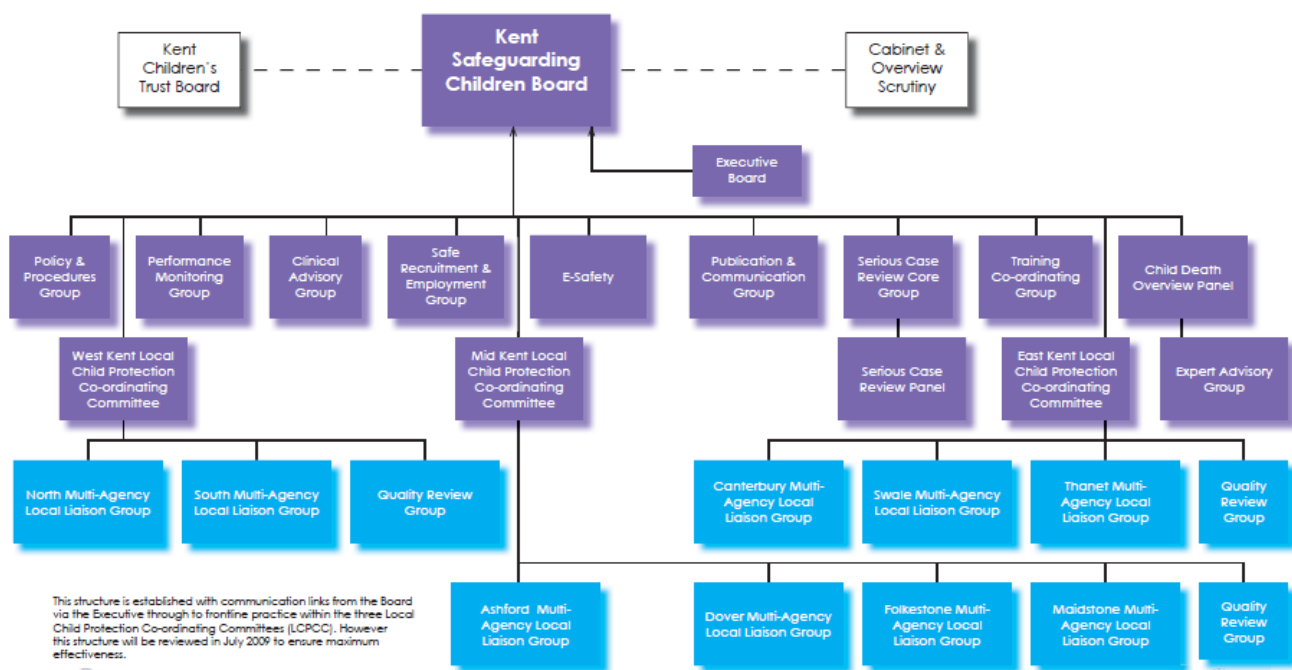 Kent
Children's
Trust Board
Kent
Safeguarding
Children Board
Cabinet &
Overview
Scrutiny
Executive
Board
Policy &
Procedures
Group
Performance
Monitoring
Group
Clinical
Advisory
Group
Safe
Recruitment &
Employment
Group
E-Safety
Publication &
Communication
Group
Serious Case
Review Core
Group
Training
Co-ordinating
Group
Child Death
Overview Panel
West Kent Local
Child Protection
Co-ordinating
Committee
Mid Kent Local
Child Protection
Co-ordinating
Committee
Serious Case
Review Panel
East Kent Local
Child Protection
Co-ordinating
Committee
Expert Advisory
Group
North Multi-Agency
Local Liaison Group
South Multi-Agency
Local Liaison Group
Quality Review
Group
Canterbury Multi-
Agency Local
Liaison Group
Swale Multi-Agency
Local Liaison Group
Thanet Multi-
Agency Local
Liaison Group
Quality
Review
Group
Ashford Multi-
Agency Local
Liaison Group
Dover Multi-Agency
Local Liaison Group
Folkestone Multi-
Agency Local
Liaison Group
Maidstone Multi-
Agency Local
Liaison Group
Quality
Review
Group
This structure is established with communication links from the Board
via the Executive through to frontline practice within the three Local
Child Protection Co-ordinating Committees (LCPCC). However
this structure will be reviewed in July 2009 to ensure maximum
effectiveness.